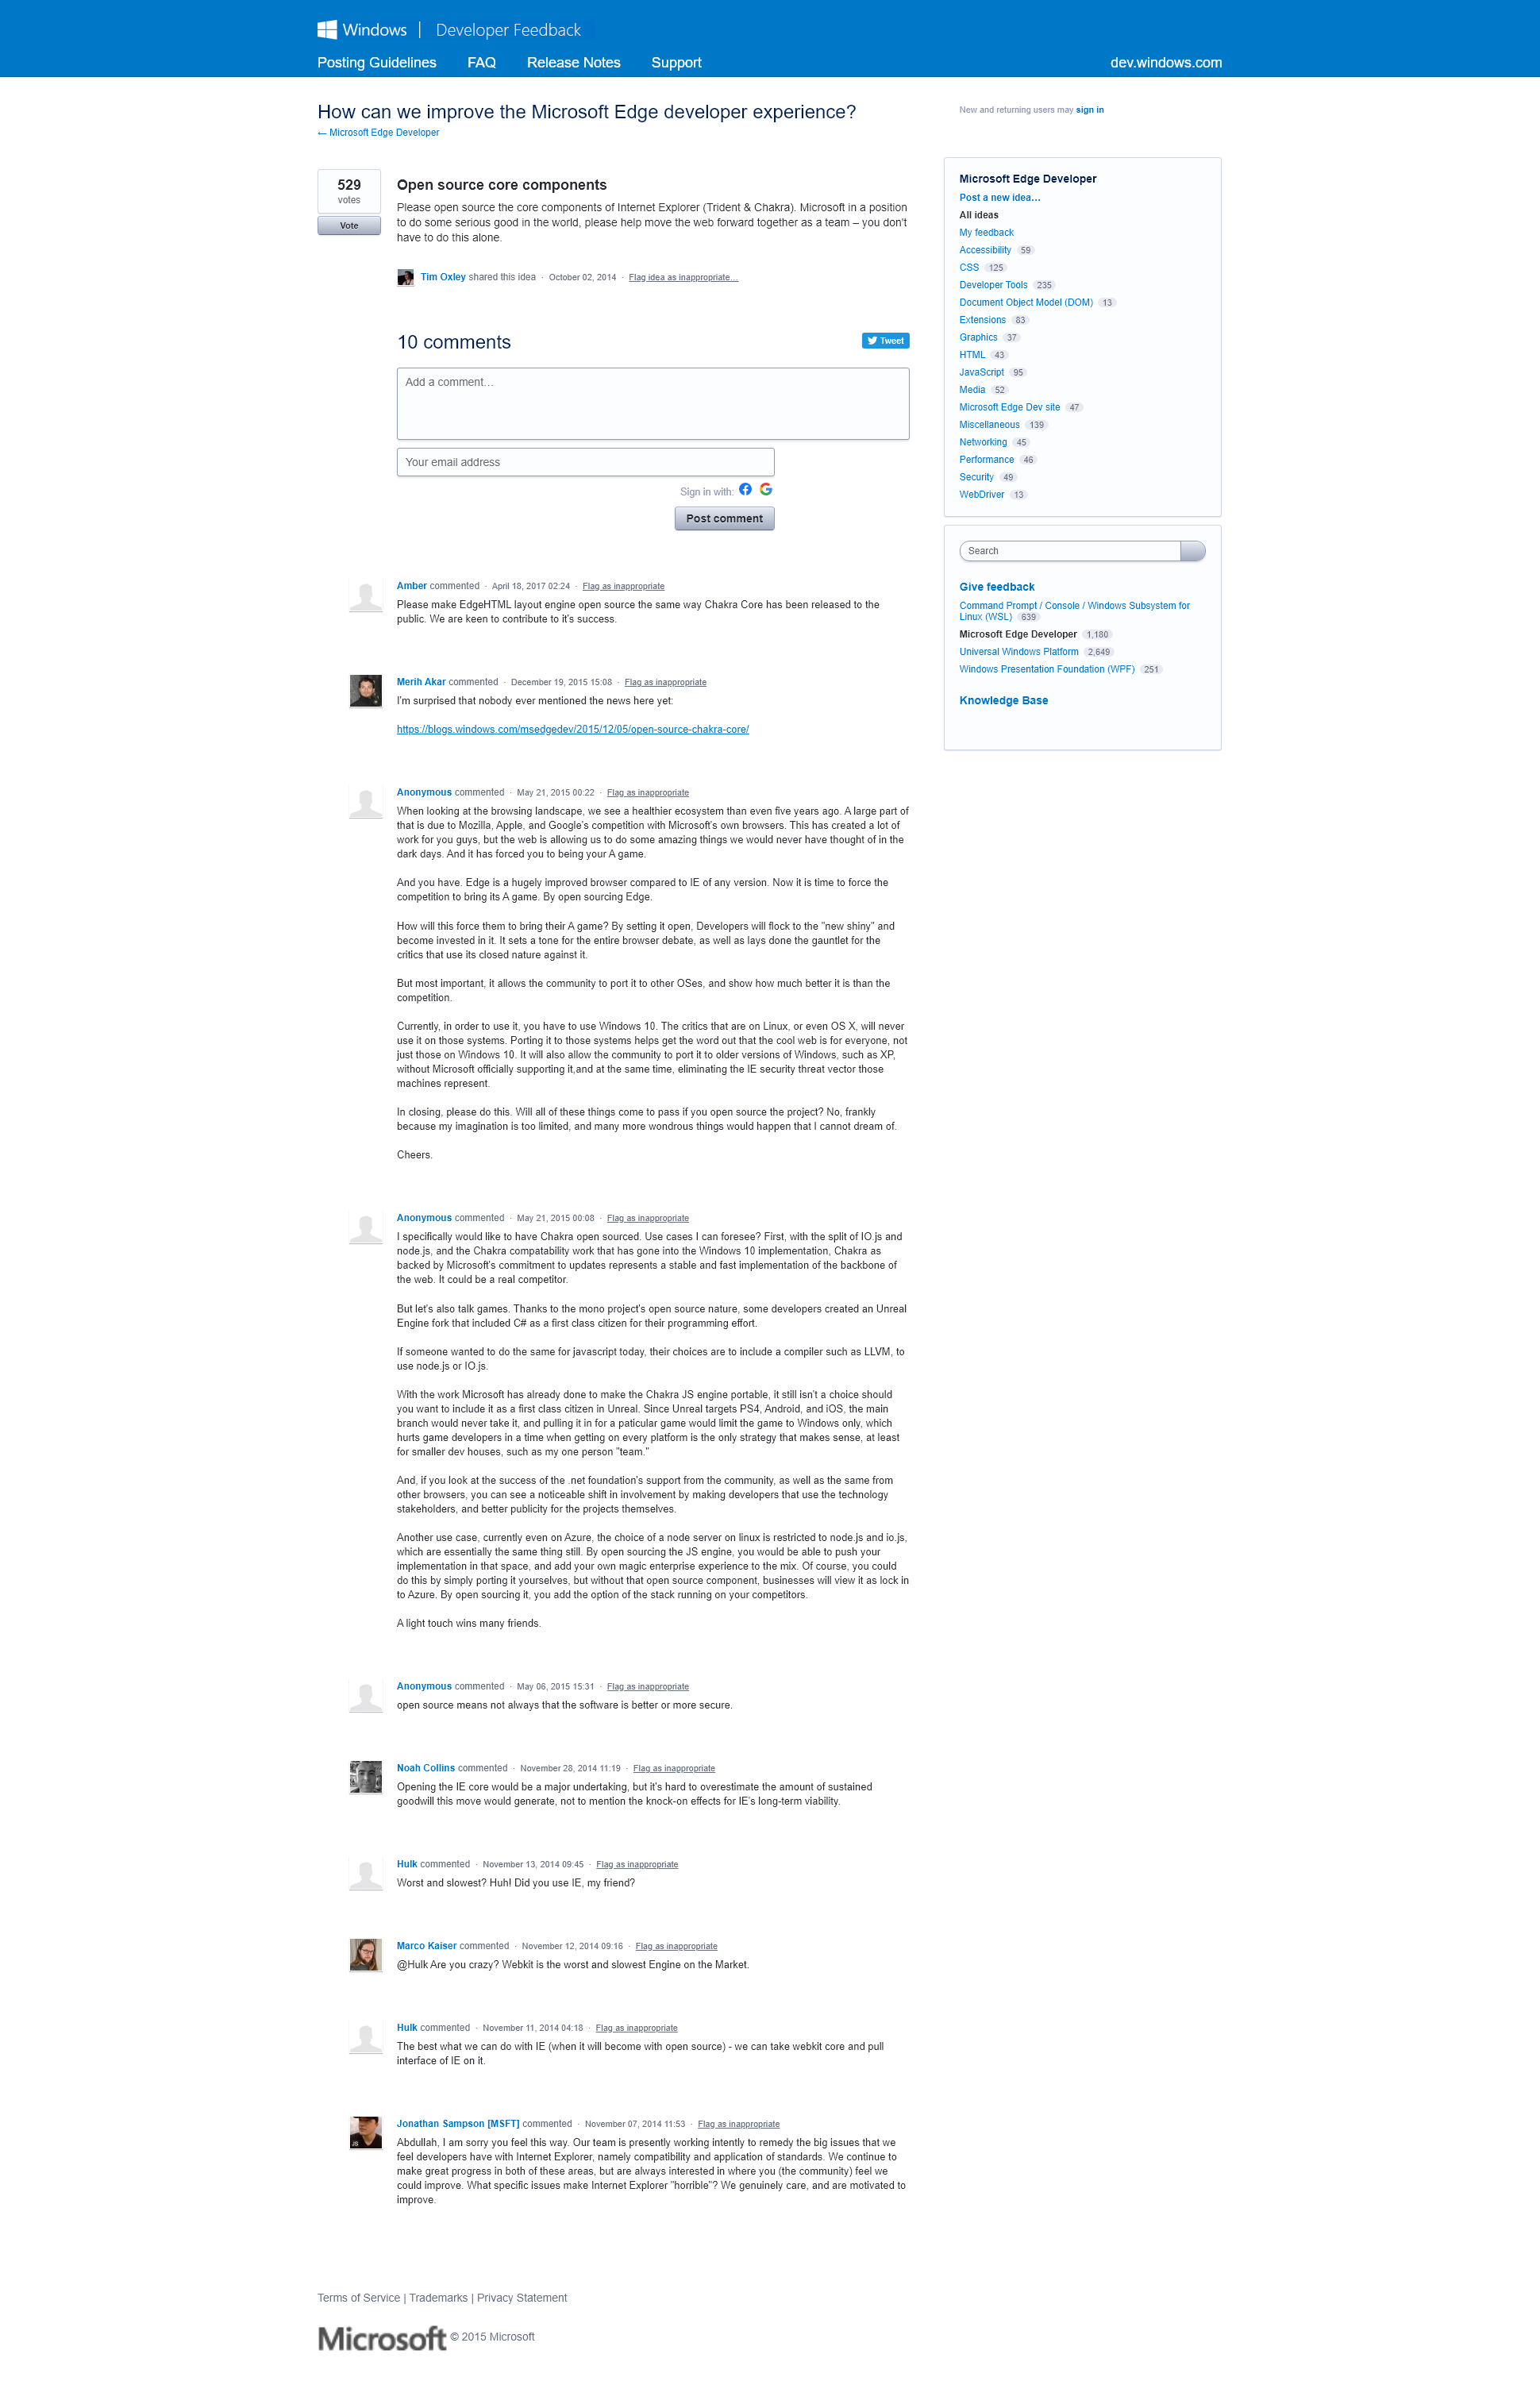 Windows | Developer Feedback
Posting Guidelines FAQ Release Notes Support dev.windows.com
How can we improve the Microsoft Edge developer experience?
← Microsoft Edge Developer
New and returning users may sign in
529
votes
Vote
Open source core components
Please open source the core components of Internet Explorer (Trident & Chakra). Microsoft in a position
to do some serious good in the world, please help move the web forward together as a team – you don't
have to do this alone.
Tim Oxley shared this idea · October 02, 2014 · Flag idea as inappropriate…
10 comments
Tweet
Add a comment…
Your email address
Sign in with:
Post comment
Amber commented · April 18, 2017 02:24 · Flag as inappropriate
Please make EdgeHTML layout engine open source the same way Chakra Core has been released to the
public. We are keen to contribute to it's success.
Merih Akar commented · December 19, 2015 15:08 · Flag as inappropriate
I'm surprised that nobody ever mentioned the news here yet:
https://blogs.windows.com/msedgedev/2015/12/05/open-source-chakra-core/
Anonymous commented · May 21, 2015 00:22 · Flag as inappropriate
When looking at the browsing landscape, we see a healthier ecosystem than even five years ago. A large part of
that is due to Mozilla, Apple, and Google's competition with Microsoft's own browsers. This has created a lot of
work for you guys, but the web is allowing us to do some amazing things we would never have thought of in the
dark days. And it has forced you to being your A game.
And you have. Edge is a hugely improved browser compared to IE of any version. Now it is time to force the
competition to bring its A game. By open sourcing Edge.
How will this force them to bring their A game? By setting it open, Developers will flock to the "new shiny" and
become invested in it. It sets a tone for the entire browser debate, as well as lays done the gauntlet for the
critics that use its closed nature against it.
But most important, it allows the community to port it to other OSes, and show how much better it is than the
competition.
Currently, in order to use it, you have to use Windows 10. The critics that are on Linux, or even OS X, will never
use it on those systems. Porting it to those systems helps get the word out that the cool web is for everyone, not
just those on Windows 10. It will also allow the community to port it to older versions of Windows, such as XP,
without Microsoft officially supporting it,and at the same time, eliminating the IE security threat vector those
machines represent.
In closing, please do this. Will all of these things come to pass if you open source the project? No, frankly
because my imagination is too limited, and many more wondrous things would happen that I cannot dream of.
Cheers.
Anonymous commented · May 21, 2015 00:08 · Flag as inappropriate
I specifically would like to have Chakra open sourced. Use cases I can foresee? First, with the split of IO.js and
node.js, and the Chakra compatability work that has gone into the Windows 10 implementation, Chakra as
backed by Microsoft's commitment to updates represents a stable and fast implementation of the backbone of
the web. It could be a real competitor.
But let's also talk games. Thanks to the mono project's open source nature, some developers created an Unreal
Engine fork that included C# as a first class citizen for their programming effort.
If someone wanted to do the same for javascript today, their choices are to include a compiler such as LLVM, to
use node.js or IO.js.
With the work Microsoft has already done to make the Chakra JS engine portable, it still isn't a choice should
you want to include it as a first class citizen in Unreal. Since Unreal targets PS4, Android, and iOS, the main
branch would never take it, and pulling it in for a paticular game would limit the game to Windows only, which
hurts game developers in a time when getting on every platform is the only strategy that makes sense, at least
for smaller dev houses, such as my one person "team."
And, if you look at the success of the .net foundation's support from the community, as well as the same from
other browsers, you can see a noticeable shift in involvement by making developers that use the technology
stakeholders, and better publicity for the projects themselves.
Another use case, currently even on Azure, the choice of a node server on linux is restricted to node.js and io.js,
which are essentially the same thing still. By open sourcing the JS engine, you would be able to push your
implementation in that space, and add your own magic enterprise experience to the mix. Of course, you could
do this by simply porting it yourselves, but without that open source component, businesses will view it as lock in
to Azure. By open sourcing it, you add the option of the stack running on your competitors.
A light touch wins many friends.
Anonymous commented · May 06, 2015 15:31 · Flag as inappropriate
open source means not always that the software is better or more secure.
Noah Collins commented · November 28, 2014 11:19 · Flag as inappropriate
Opening the IE core would be a major undertaking, but it's hard to overestimate the amount of sustained
goodwill this move would generate, not to mention the knock-on effects for IE's long-term viability.
Hulk commented · November 13, 2014 09:45 · Flag as inappropriate
Worst and slowest? Huh! Did you use IE, my friend?
Marco Kaiser commented · November 12, 2014 09:16 · Flag as inappropriate
@Hulk Are you crazy? Webkit is the worst and slowest Engine on the Market.
Hulk commented · November 11, 2014 04:18 · Flag as inappropriate
The best what we can do with IE (when it will become with open source) - we can take webkit core and pull
interface of IE on it.
Jonathan Sampson [MSFT] commented · November 07, 2014 11:53 · Flag as inappropriate
Abdullah, I am sorry you feel this way. Our team is presently working intently to remedy the big issues that we
feel developers have with Internet Explorer, namely compatibility and application of standards. We continue to
make great progress in both of these areas, but are always interested in where you (the community) feel we
could improve. What specific issues make Internet Explorer "horrible"? We genuinely care, and are motivated to
improve.
Microsoft Edge Developer
Post a new idea…
All ideas
My feedback
Accessibility 59
CSS 125
Developer Tools 235
Document Object Model (DOM) 13
Extensions 83
Graphics 37
HTML 43
JavaScript 95
Media 52
Microsoft Edge Dev site 47
Miscellaneous 139
Networking 45
Performance 46
Security 49
WebDriver 13
Search
Give feedback
Command Prompt / Console / Windows Subsystem for
Linux (WSL) 639
Microsoft Edge Developer 1,180
Universal Windows Platform 2,649
Windows Presentation Foundation (WPF) 251
Knowledge Base
Terms of Service | Trademarks | Privacy Statement
Microsoft © 2015 Microsoft